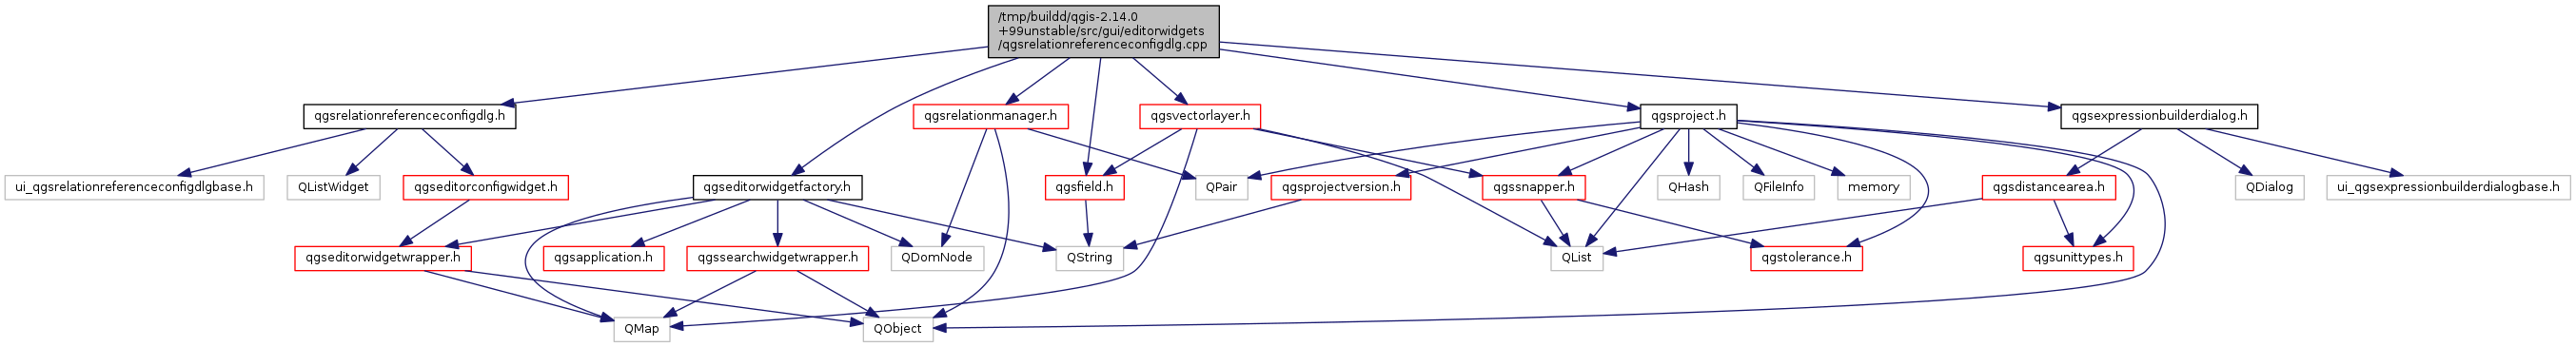 /tmp/buildd/qgis-2.14.0
+99unstable/src/gui/editorwidgets
/qgsrelationreferenceconfigdlg.cpp
qgsrelationreferenceconfigdlg.h
qgsrelationmanager.h
qgsvectorlayer.h
qgsproject.h
qgsexpressionbuilderdialog.h
ui_qgsrelationreferenceconfigdlgbase.h
QListWidget
qgseditorconfigwidget.h
qgseditorwidgetfactory.h
qgsfield.h
QPair
qgsprojectversion.h
qgssnapper.h
QHash
QFileInfo
memory
qgsdistancearea.h
QDialog
ui_qgsexpressionbuilderdialogbase.h
qgseditorwidgetwrapper.h
qgsapplication.h
qgssearchwidgetwrapper.h
QDomNode
QString
QList
qgstolerance.h
qgsunittypes.h
QMap
QObject